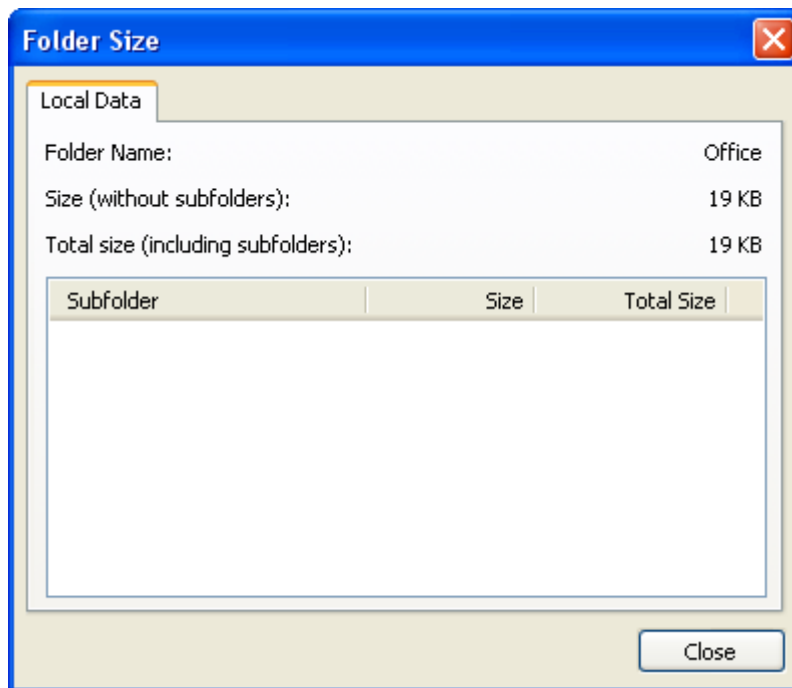 Folder Size
Local Data
Folder Name: Office
Size (without subfolders): 19 KB
Total size (including subfolders): 19 KB
Subfolder Size Total Size
Close